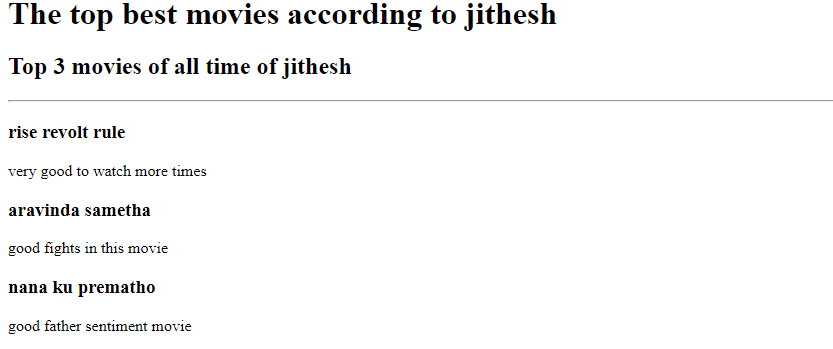 The top best movies according to jithesh
Top 3 movies of all time of jithesh
rise revolt rule
very good to watch more times
aravinda sametha
good fights in this movie
nana ku prematho
good father sentiment movie